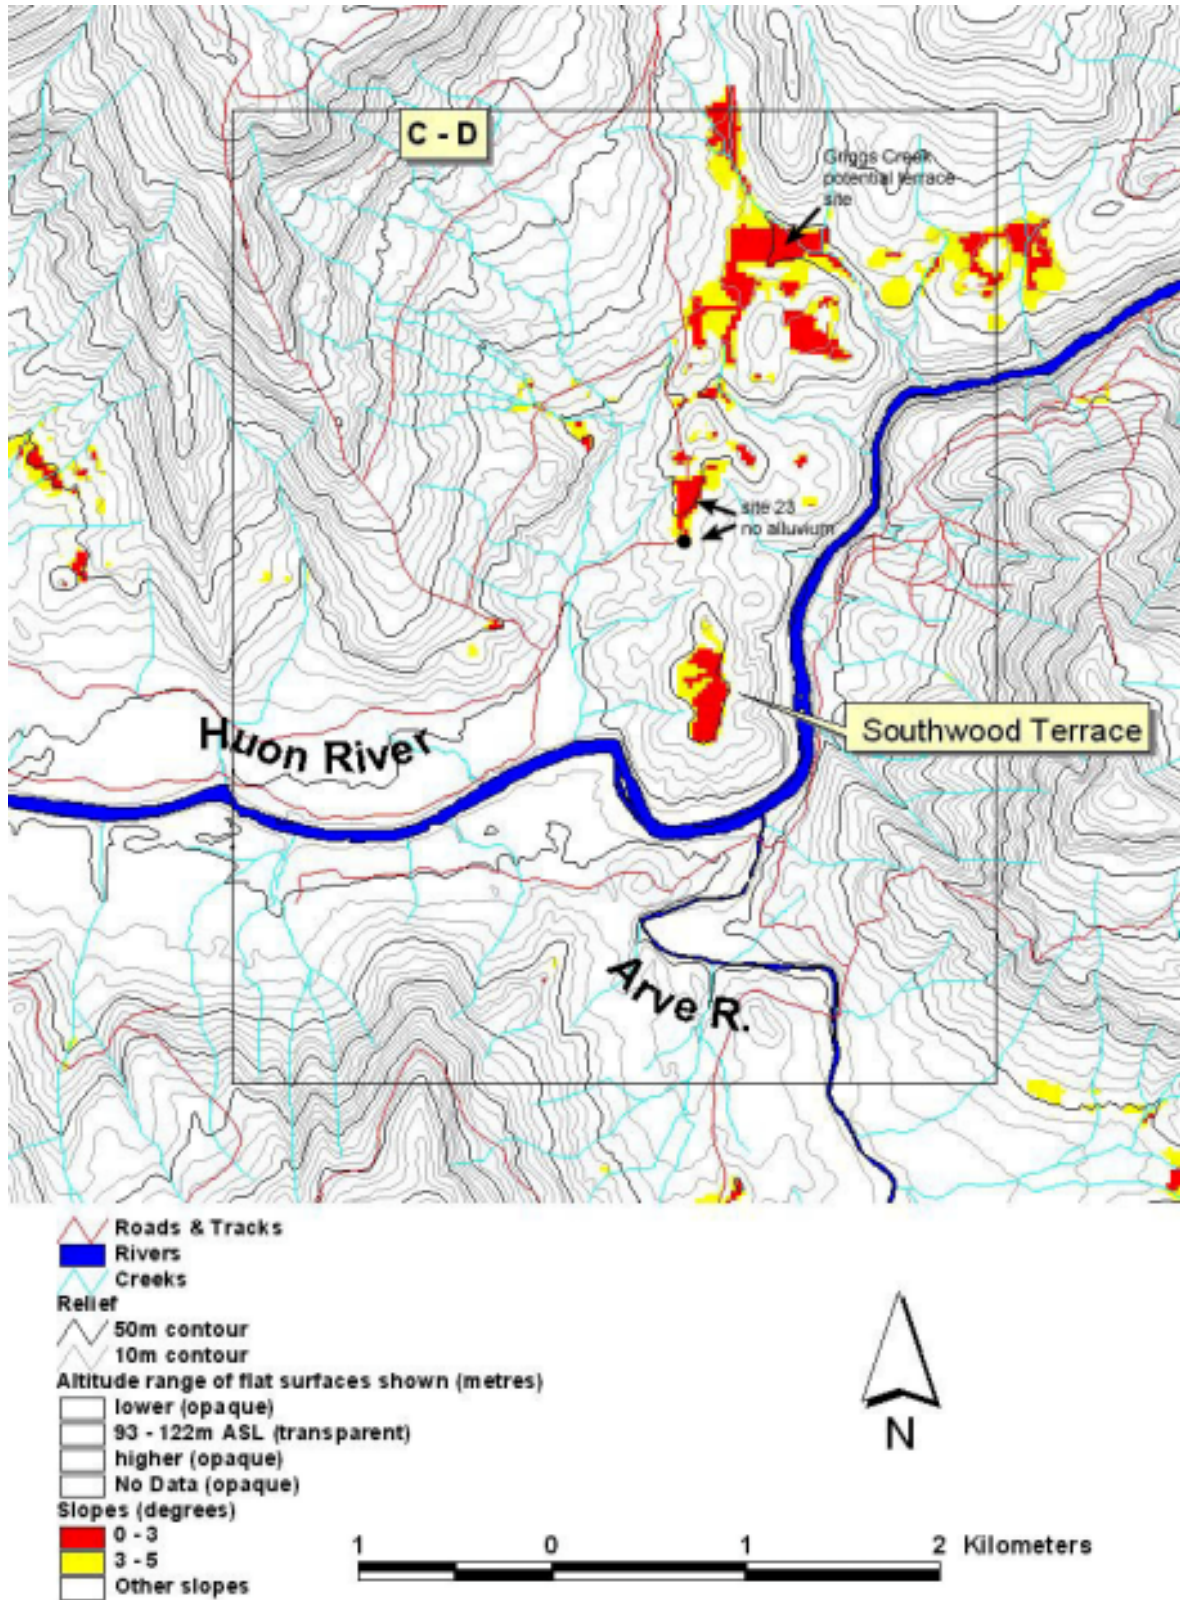 C - D
Griggs Creek
potential terrace
site
site 23
no alluvium
Southwood Terrace
Huon River
Arve R.
Roads & Tracks
Rivers
Creeks
Relief
50m contour
10m contour
Altitude range of flat surfaces shown (metres)
lower (opaque)
93 - 122m ASL (transparent)
higher (opaque)
No Data (opaque)
Slopes (degrees)
0 - 3
3 - 5
Other slopes
N
1 0 1 2 Kilometers